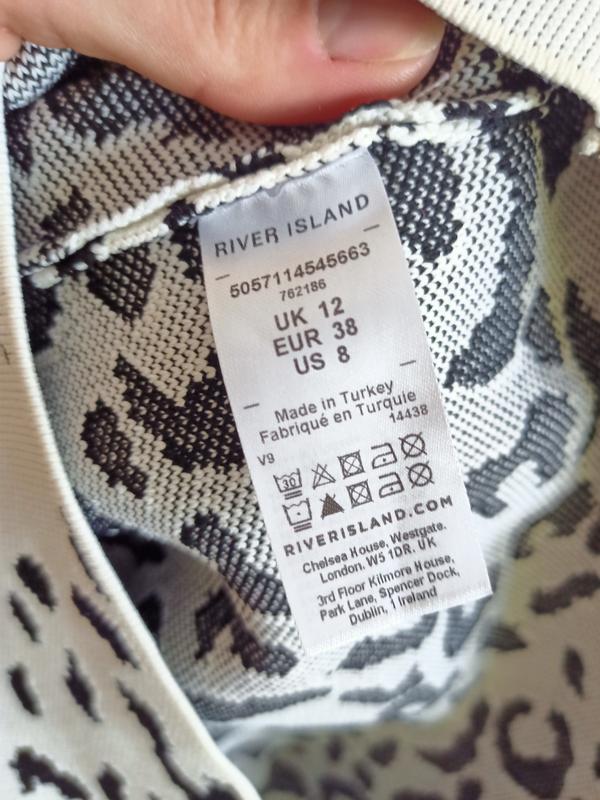 RIVER ISLAND
5057114545663
762186
UK 12
EUR 38
US 8
Made in Turkey
Fabriqué en Turquie
14438
V9
30
RIVERISLAND.COM
Chelsea House, Westgate.
London. W5 1DR. UK
3rd Floor Kilmore House,
Park Lane, Spencer Dock,
Dublin, 1 Ireland